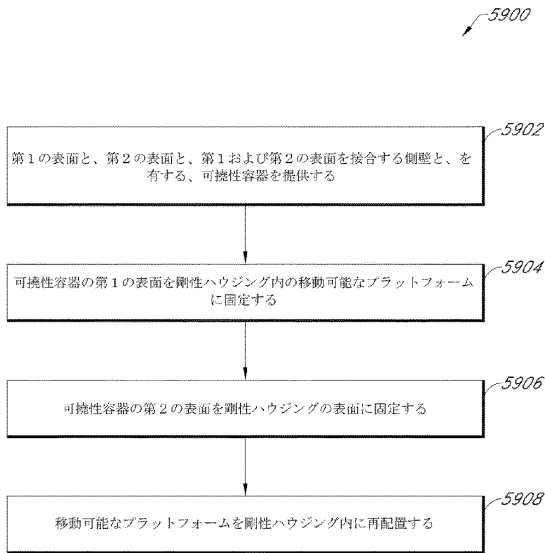 5900
5902
第１の表面と、第２の表面と、第１および第２の表面を接合する側壁と、を
有する、可撓性容器を提供する
5904
可撓性容器の第１の表面を剛性ハウジング内の移動可能なプラットフォーム
に固定する
5906
可撓性容器の第２の表面を剛性ハウジングの表面に固定する
5908
移動可能なプラットフォームを剛性ハウジング内に再配置する